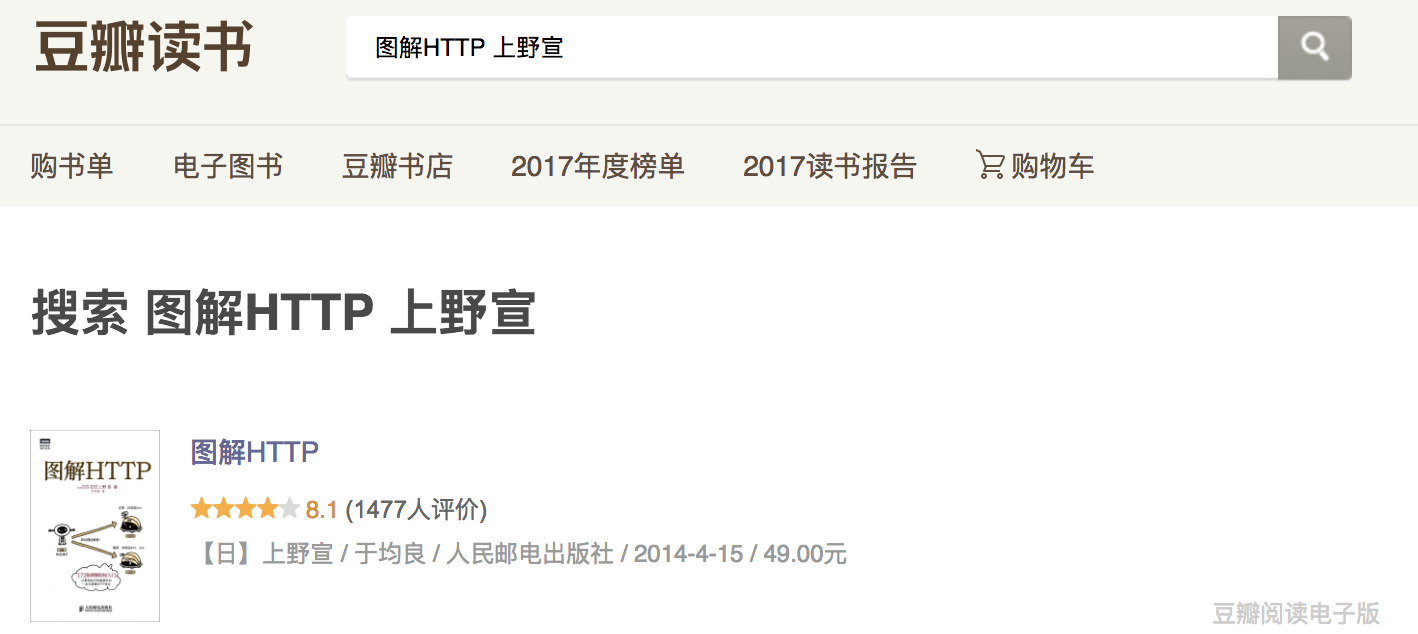 豆瓣读书
图解HTTP 上野宣
购书单 电子图书 豆瓣书店 2017年度榜单 2017读书报告 购物车
搜索 图解HTTP 上野宣
图解HTTP
图解HTTP
8.1 (1477人评价)
【日】上野宣 / 于均良 / 人民邮电出版社 / 2014-4-15 / 49.00元
豆瓣阅读电子版